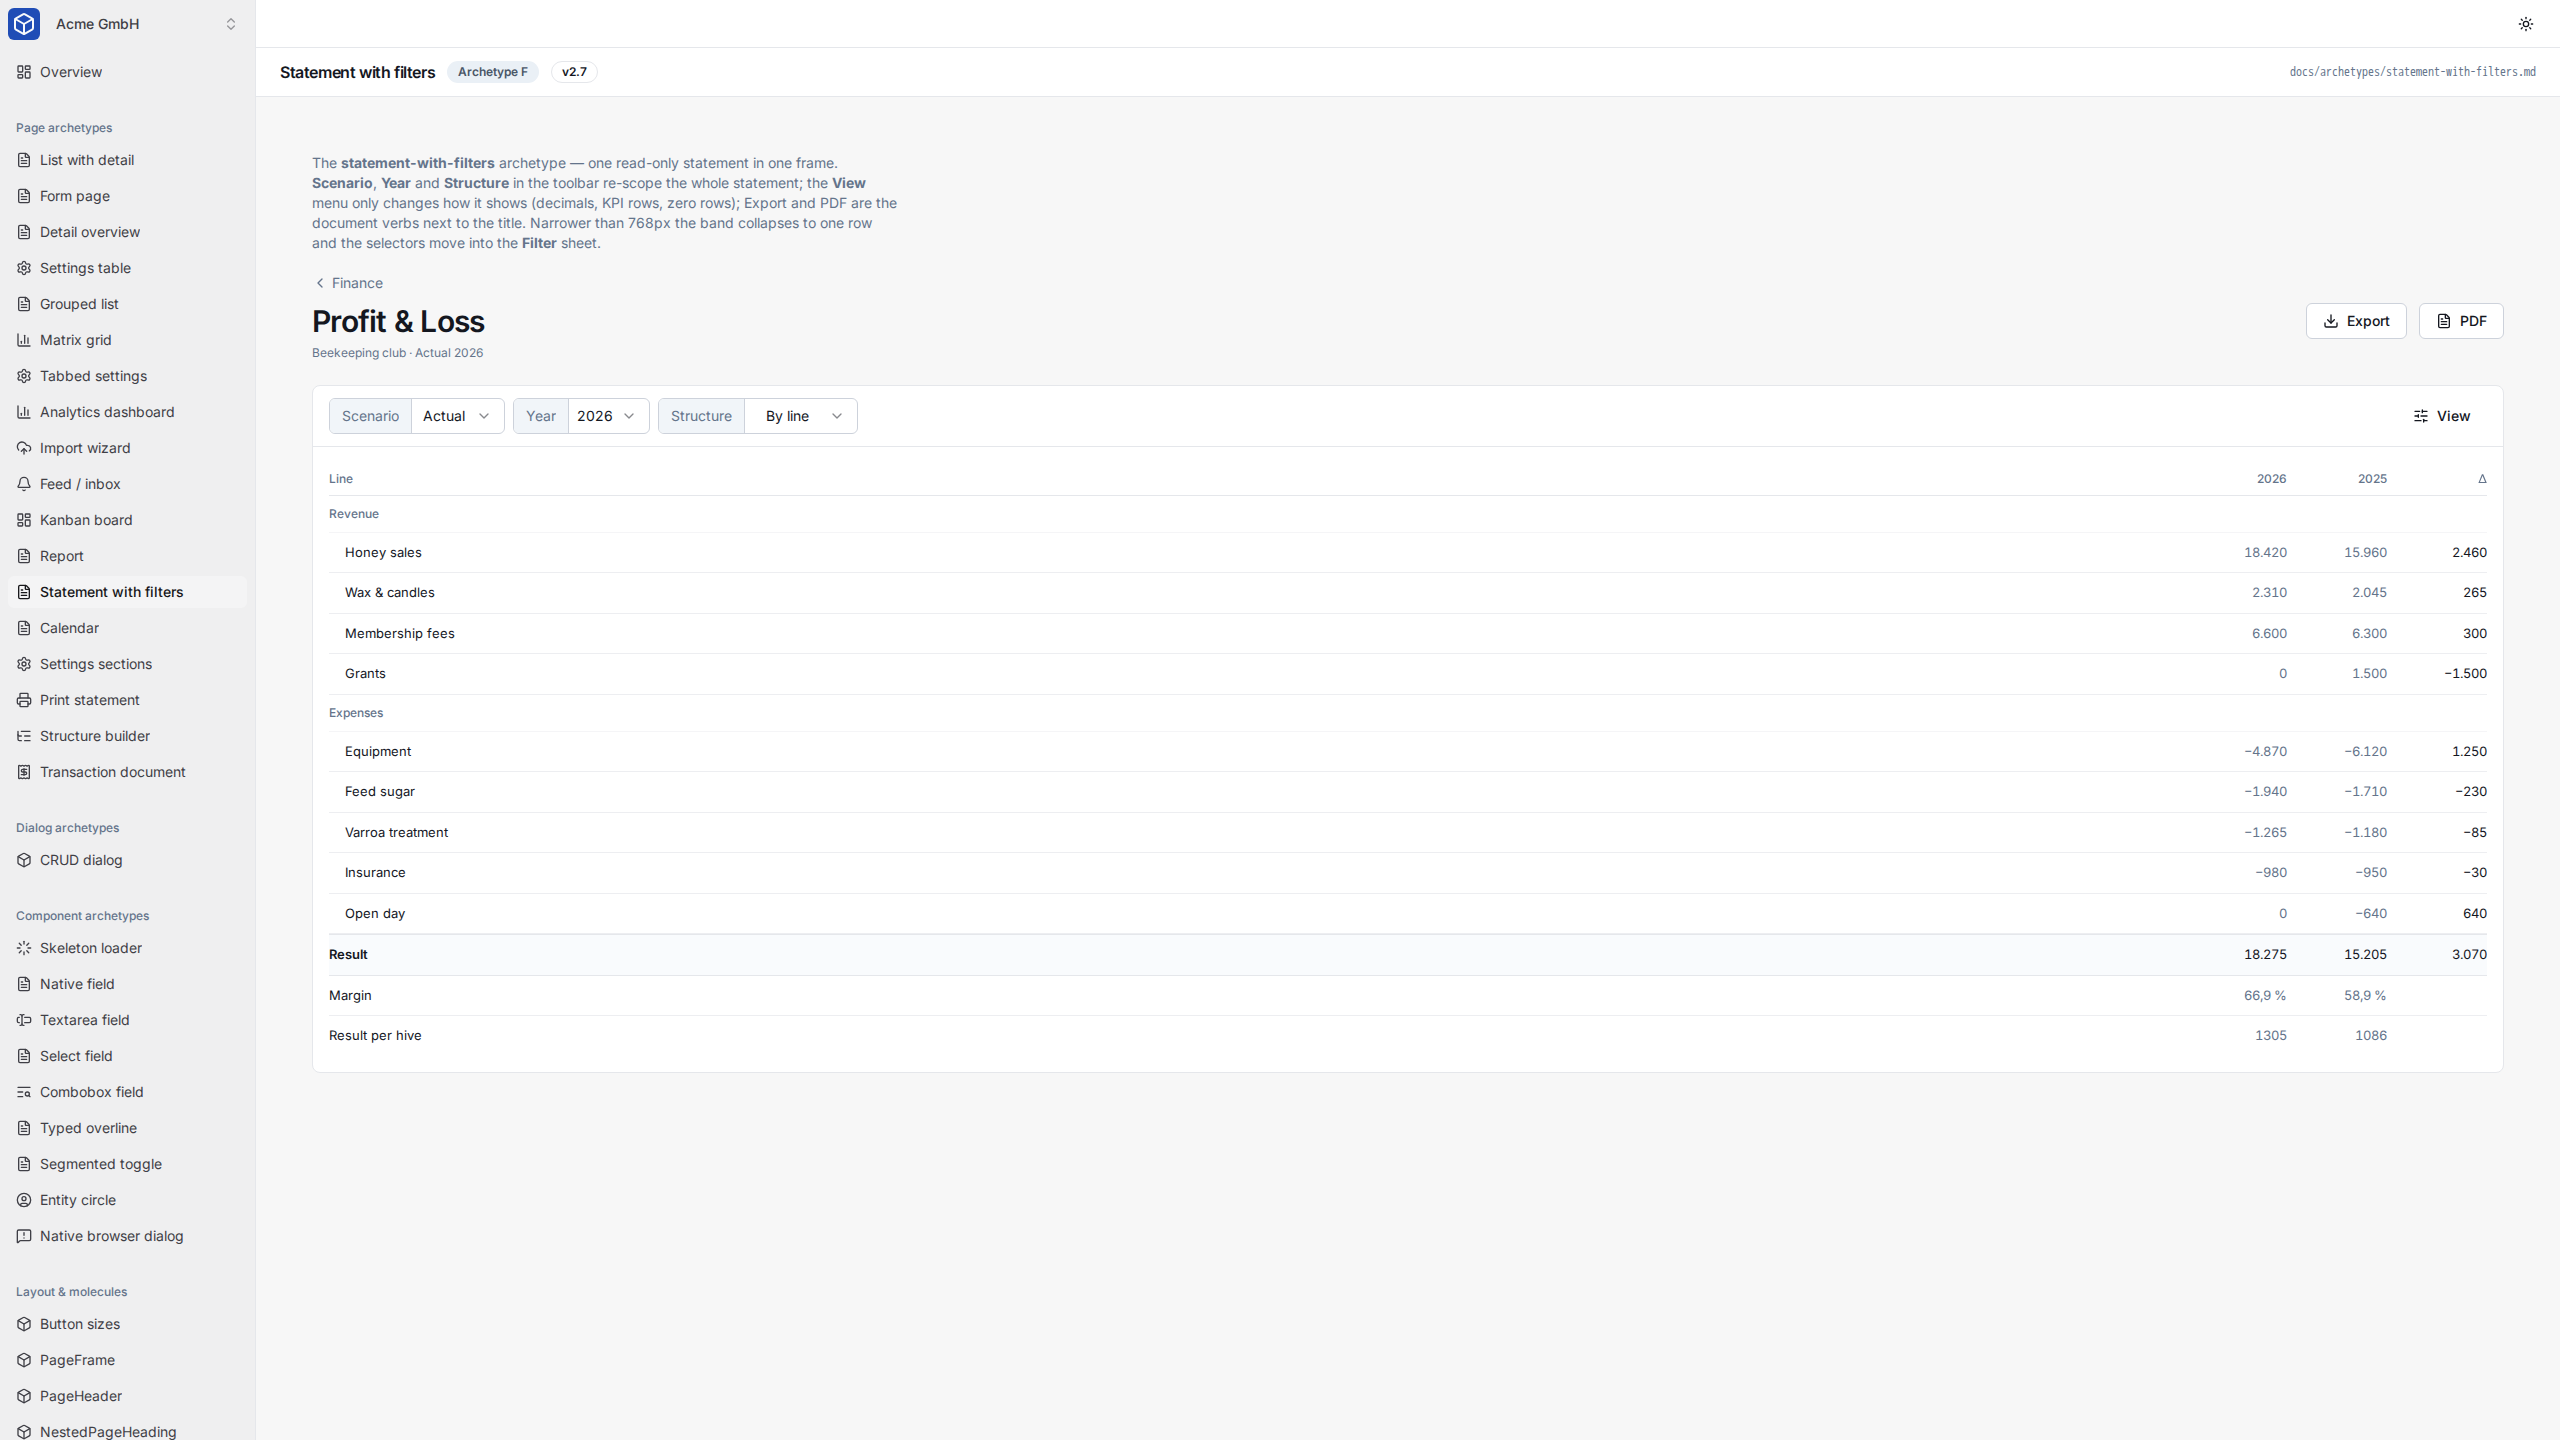 Acme GmbH
Overview
Page archetypes
List with detail
Form page
Detail overview
Settings table
Grouped list
Matrix grid
Tabbed settings
Analytics dashboard
Import wizard
Feed / inbox
Kanban board
Report
Statement with filters
Calendar
Settings sections
Print statement
Structure builder
Transaction document
Dialog archetypes
CRUD dialog
Component archetypes
Skeleton loader
Native field
Textarea field
Select field
Combobox field
Typed overline
Segmented toggle
Entity circle
Native browser dialog
Layout & molecules
Button sizes
PageFrame
PageHeader
NestedPageHeading
Statement with filters Archetype F v2.7 docs/archetypes/statement-with-filters.md
The statement-with-filters archetype — one read-only statement in one frame.
Scenario, Year and Structure in the toolbar re-scope the whole statement; the View
menu only changes how it shows (decimals, KPI rows, zero rows); Export and PDF are the
document verbs next to the title. Narrower than 768px the band collapses to one row
and the selectors move into the Filter sheet.
Finance
Profit & Loss Export PDF
Beekeeping club · Actual 2026
Scenario Actual Year 2026 Structure By line View
Line 2026 2025 Δ
Revenue
Honey sales 18.420 15.960 2.460
Wax & candles 2.310 2.045 265
Membership fees 6.600 6.300 300
Grants 0 1.500 −1.500
Expenses
Equipment −4.870 −6.120 1.250
Feed sugar −1.940 −1.710 −230
Varroa treatment −1.265 −1.180 −85
Insurance −980 −950 −30
Open day 0 −640 640
Result 18.275 15.205 3.070
Margin 66,9 % 58,9 %
Result per hive 1305 1086